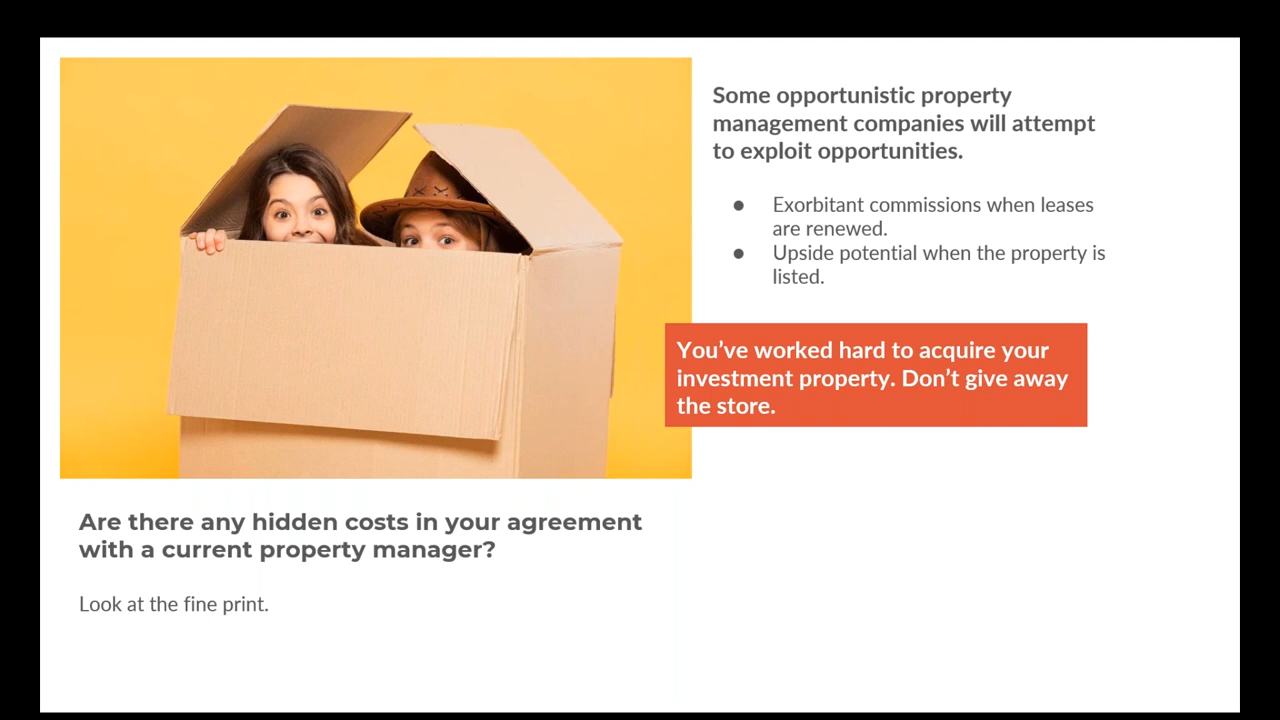 Some opportunistic property
management companies will attempt
to exploit opportunities.
● Exorbitant commissions when leases
are renewed.
● Upside potential when the property is
listed.
You’ve worked hard to acquire your
investment property. Don’t give away
the store.
Are there any hidden costs in your agreement
with a current property manager?
Look at the fine print.